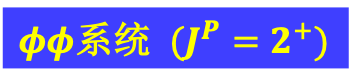 ϕϕ系统 (J^P = 2^+)